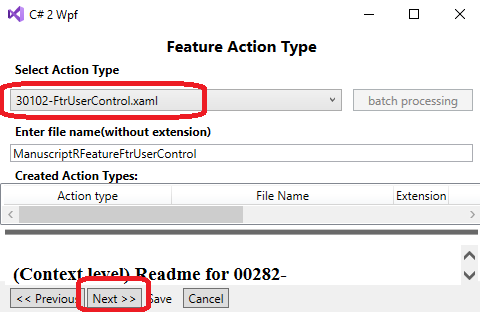 C# 2 Wpf
Feature Action Type
Select Action Type
30102-FtrUserControl.xaml
batch processing
Enter file name(without extension)
ManuscriptRFeatureFtrUserControl
Created Action Types:
Action type File Name Extension
(Context level) Readme for 00282-
<< Previous Next >> Save Cancel